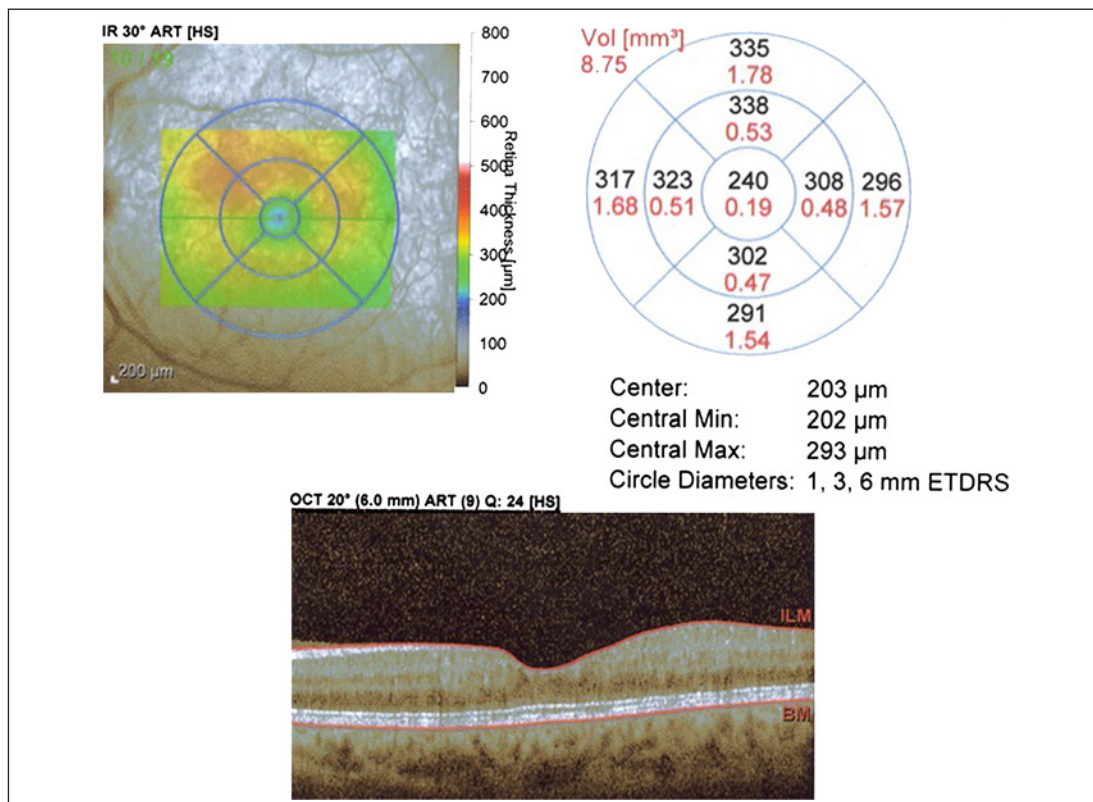 IR 30° ART [HS]
800
700
600
500
400
300
200
100
0
Retina Thickness [µm]
200 µm
Vol [mm³]
8.75
335
1.78
338
0.53
317 323 240 308 296
1.68 0.51 0.19 0.48 1.57
302
0.47
291
1.54
Center: 203 µm
Central Min: 202 µm
Central Max: 293 µm
Circle Diameters: 1, 3, 6 mm ETDRS
OCT 20° (6.0 mm) ART (9) Q: 24 [HS]
ILM
BM